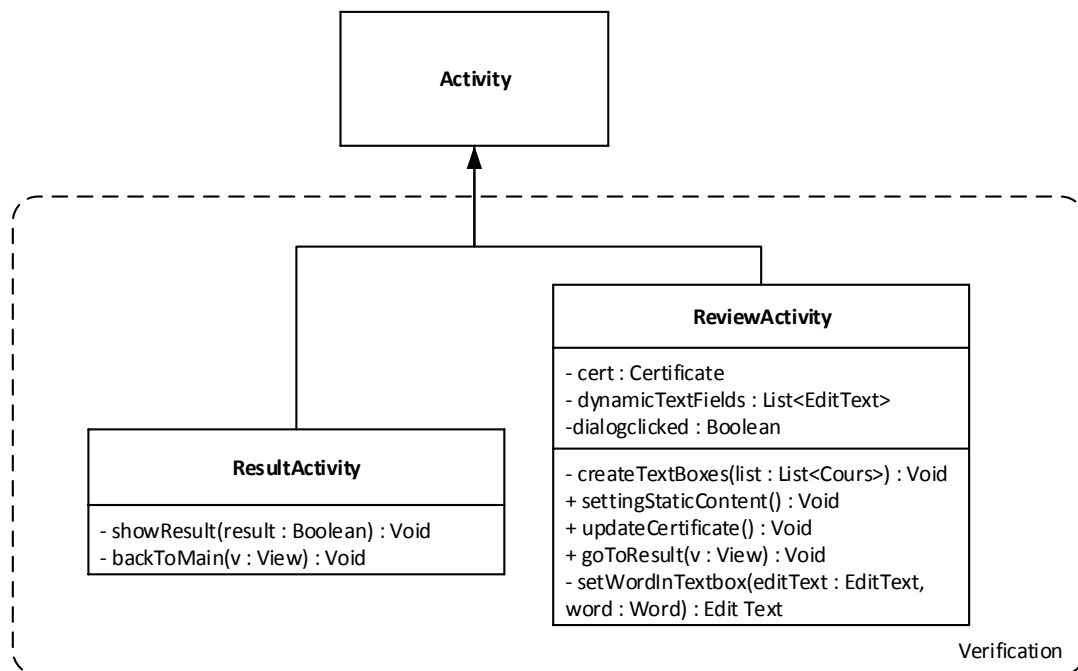 Activity
ReviewActivity
- cert : Certificate
- dynamicTextFields : List<EditText>
-dialogclicked : Boolean
- createTextBoxes(list : List<Cours>) : Void
+ settingStaticContent() : Void
+ updateCertificate() : Void
+ goToResult(v : View) : Void
- setWordInTextbox(editText : EditText,
word : Word) : Edit Text
ResultActivity
- showResult(result : Boolean) : Void
- backToMain(v : View) : Void
Verification